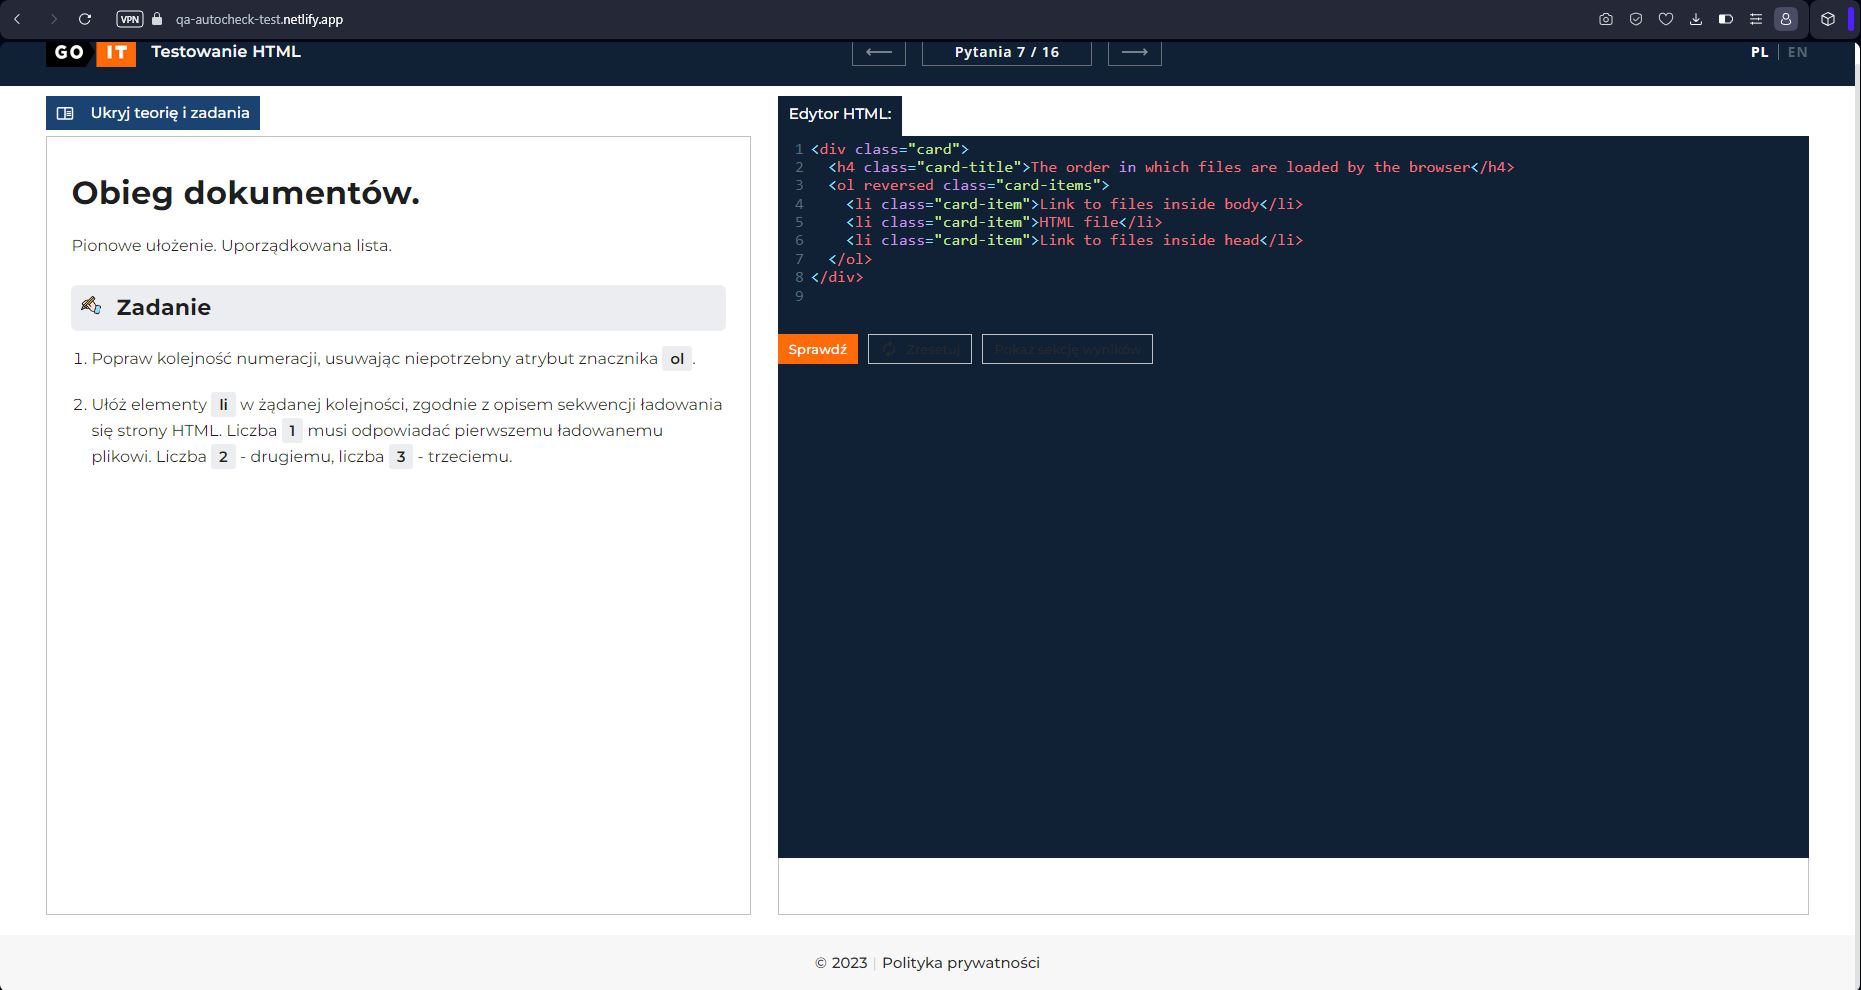 VPN qa-autocheck-test.netlify.app
GO IT Testowanie HTML
Pytania 7 / 16
PL | EN
Ukryj teorię i zadania
Obieg dokumentów.
Pionowe ułożenie. Uporządkowana lista.
Zadanie
1. Popraw kolejność numeracji, usuwając niepotrzebny atrybut znacznika ol .
2. Ułóż elementy li w żądanej kolejności, zgodnie z opisem sekwencji ładowania
się strony HTML. Liczba 1 musi odpowiadać pierwszemu ładowanemu
plikowi. Liczba 2 - drugiemu, liczba 3 - trzeciemu.
Edytor HTML:
1 <div class="card">
2 <h4 class="card-title">The order in which files are loaded by the browser</h4>
3 <ol reversed class="card-items">
4 <li class="card-item">Link to files inside body</li>
5 <li class="card-item">HTML file</li>
6 <li class="card-item">Link to files inside head</li>
7 </ol>
8 </div>
9
Sprawdź Zresetuj Pokaż sekcję wyników
© 2023 | Polityka prywatności